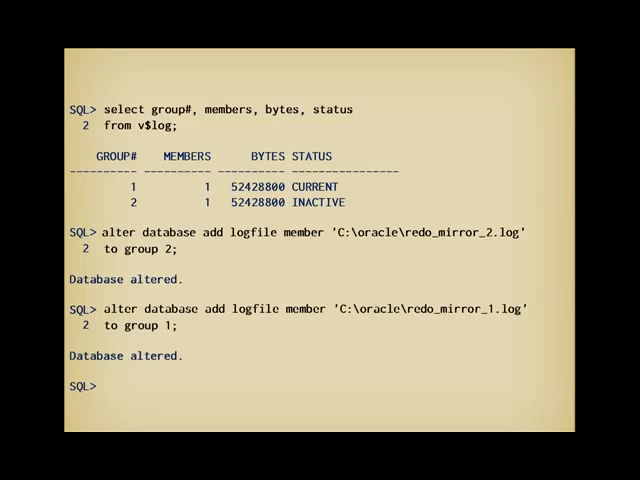 SQL> select group#, members, bytes, status
2 from v$log;
GROUP# MEMBERS BYTES STATUS
---------- ---------- ---------- ----------------
1 1 52428800 CURRENT
2 1 52428800 INACTIVE
SQL> alter database add logfile member 'C:\oracle\redo_mirror_2.log'
2 to group 2;
Database altered.
SQL> alter database add logfile member 'C:\oracle\redo_mirror_1.log'
2 to group 1;
Database altered.
SQL>